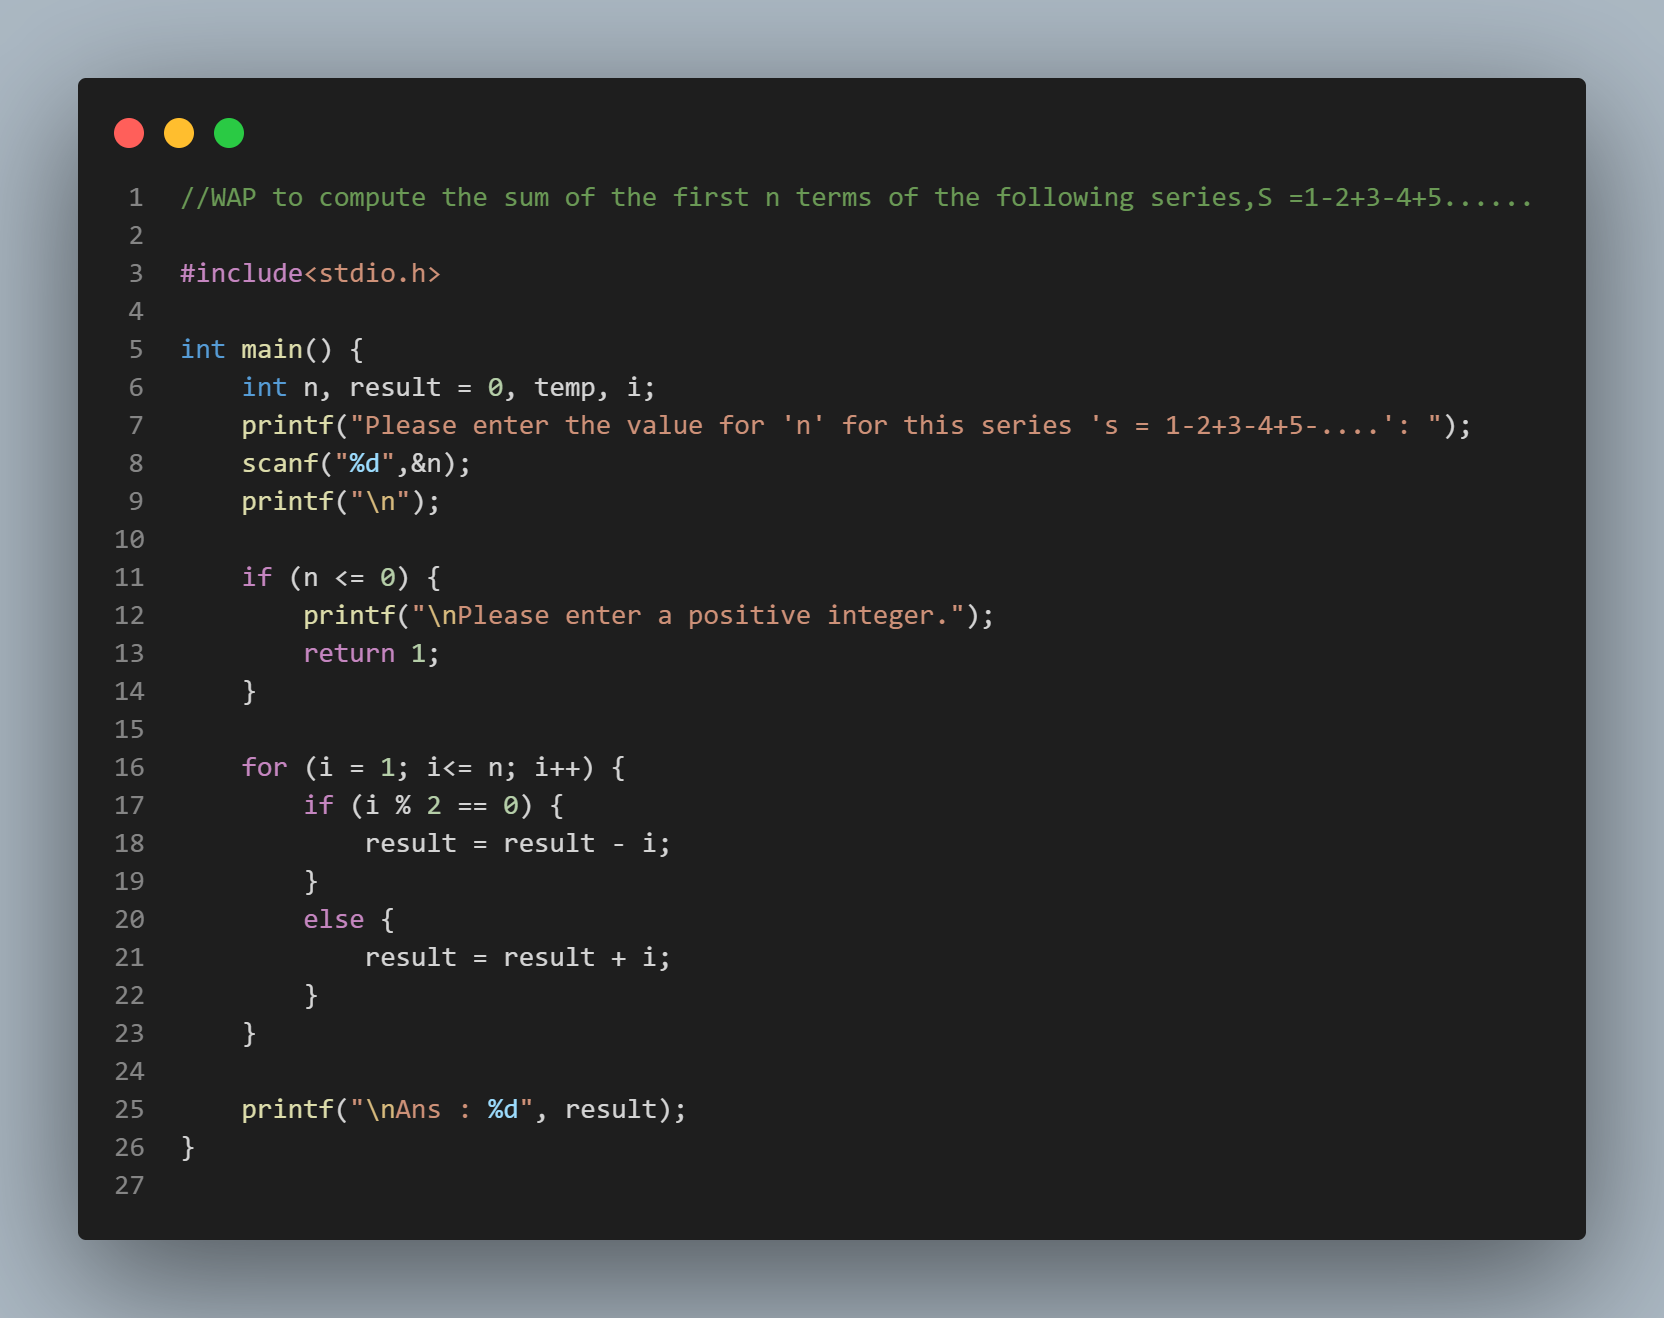 1 //WAP to compute the sum of the first n terms of the following series,S =1-2+3-4+5......
2
3 #include<stdio.h>
4
5 int main() {
6     int n, result = 0, temp, i;
7     printf("Please enter the value for 'n' for this series 's = 1-2+3-4+5-....': ");
8     scanf("%d",&n);
9     printf("\n");
10
11     if (n <= 0) {
12         printf("\nPlease enter a positive integer.");
13         return 1;
14     }
15
16     for (i = 1; i<= n; i++) {
17         if (i % 2 == 0) {
18             result = result - i;
19         }
20         else {
21             result = result + i;
22         }
23     }
24
25     printf("\nAns : %d", result);
26 }
27